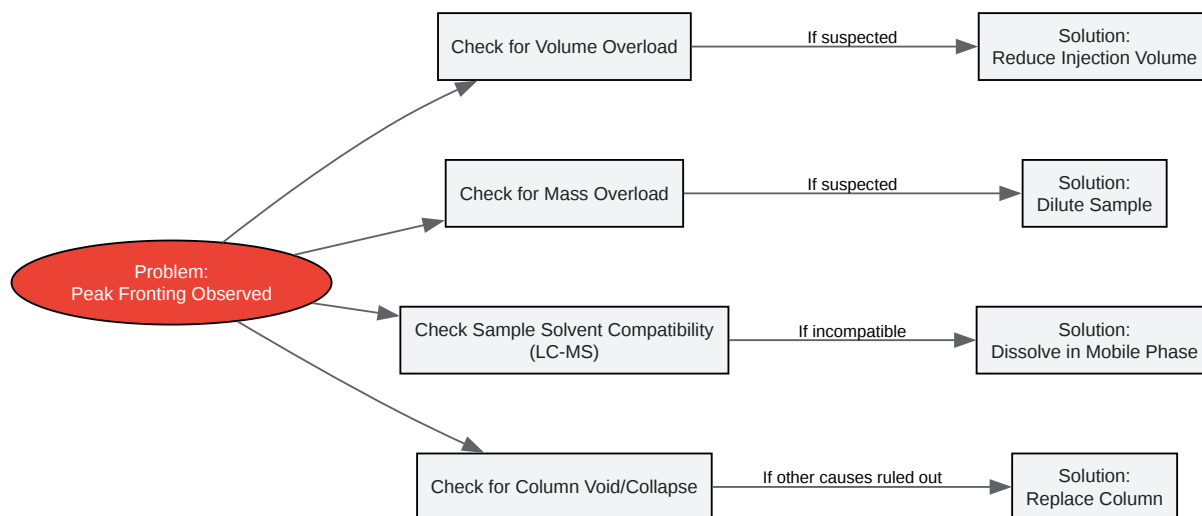 Check for Volume Overload
If suspected
Solution:
Reduce Injection Volume
Check for Mass Overload
If suspected
Solution:
Dilute Sample
Problem:
Peak Fronting Observed
Check Sample Solvent Compatibility
(LC-MS)
If incompatible
Solution:
Dissolve in Mobile Phase
Check for Column Void/Collapse
If other causes ruled out
Solution:
Replace Column